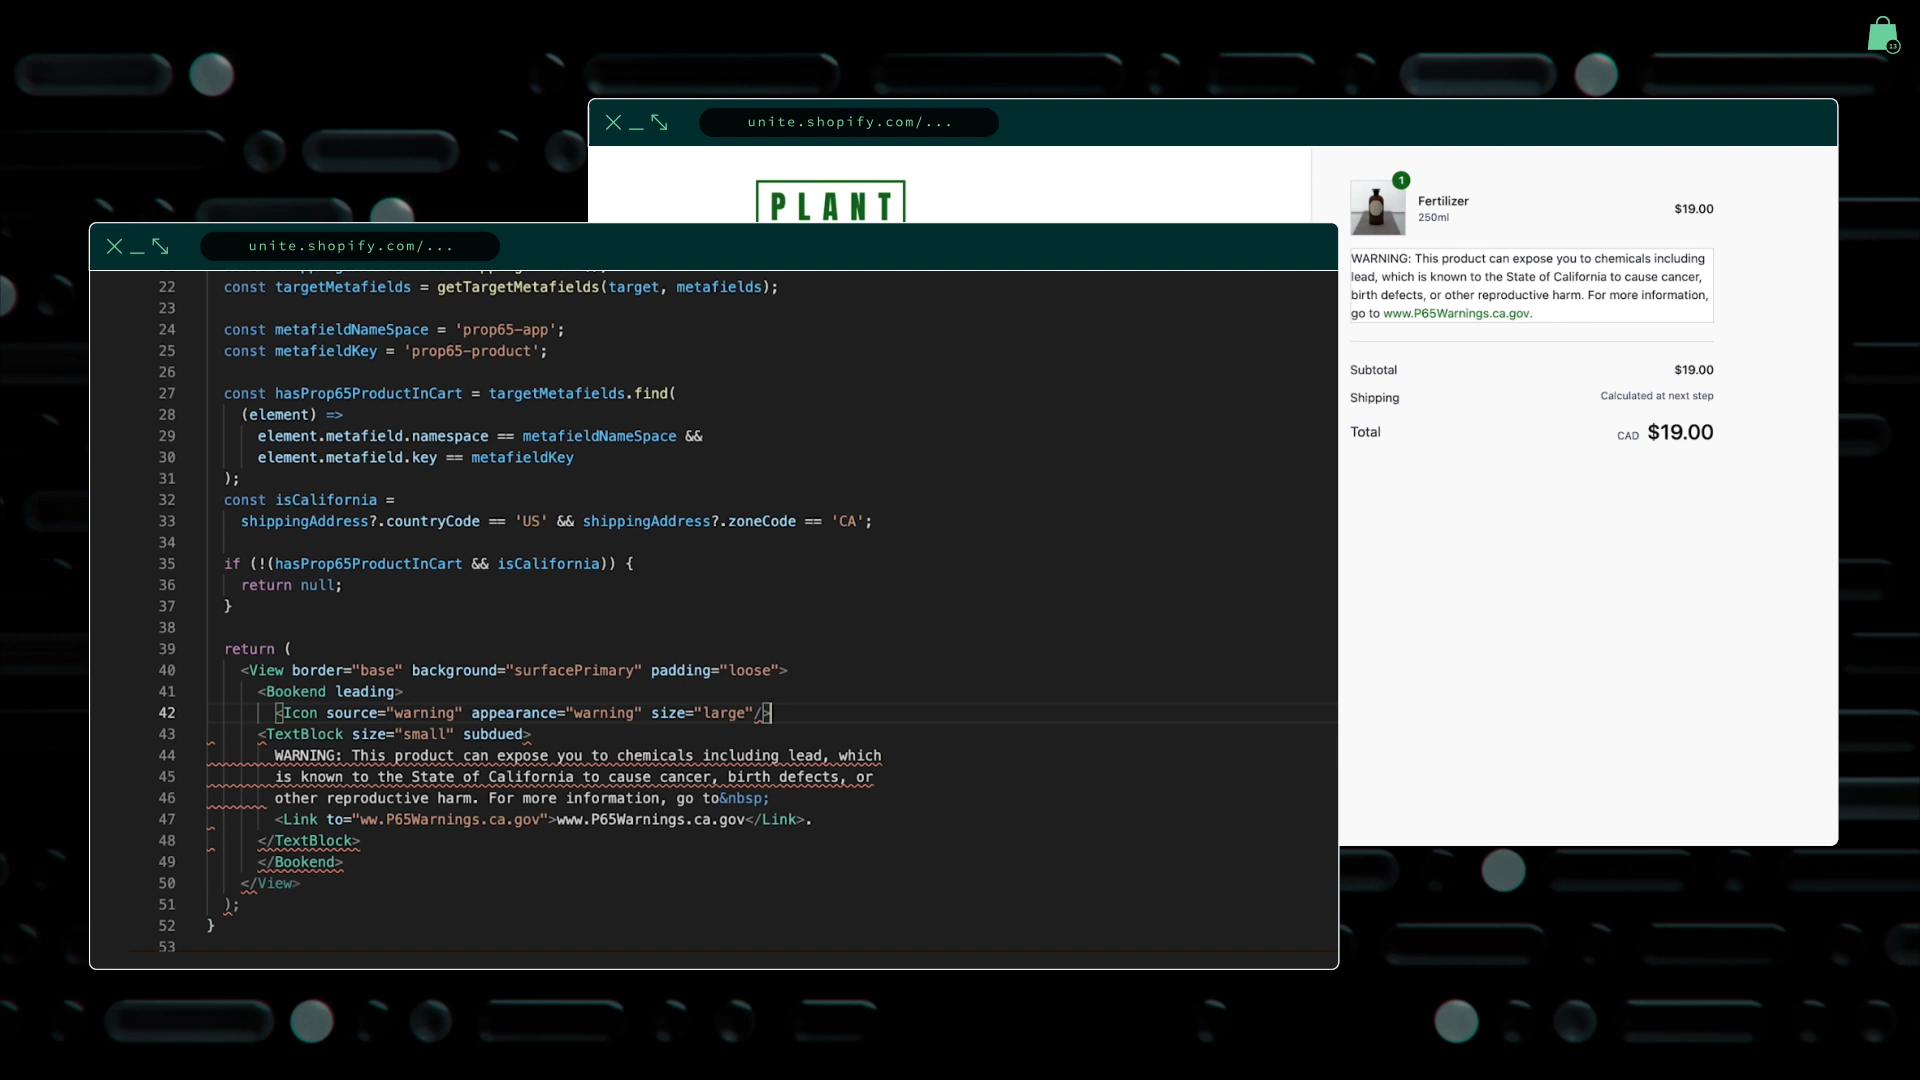 13
unite.shopify.com/...
PLANT
1
Fertilizer
250ml
$19.00
WARNING: This product can expose you to chemicals including
lead, which is known to the State of California to cause cancer,
birth defects, or other reproductive harm. For more information,
go to www.P65Warnings.ca.gov.
Subtotal $19.00
Shipping Calculated at next step
Total CAD $19.00
unite.shopify.com/...
22 const targetMetafields = getTargetMetafields(target, metafields);
23
24 const metafieldNameSpace = 'prop65-app';
25 const metafieldKey = 'prop65-product';
26
27 const hasProp65ProductInCart = targetMetafields.find(
28 (element) =>
29 element.metafield.namespace == metafieldNameSpace &&
30 element.metafield.key == metafieldKey
31 );
32 const isCalifornia =
33 shippingAddress?.countryCode == 'US' && shippingAddress?.zoneCode == 'CA';
34
35 if (!(hasProp65ProductInCart && isCalifornia)) {
36 return null;
37 }
38
39 return (
40 <View border="base" background="surfacePrimary" padding="loose">
41 <Bookend leading>
42 <Icon source="warning" appearance="warning" size="large"/>
43 <TextBlock size="small" subdued>
44 WARNING: This product can expose you to chemicals including lead, which
45 is known to the State of California to cause cancer, birth defects, or
46 other reproductive harm. For more information, go to&nbsp;
47 <Link to="ww.P65Warnings.ca.gov">www.P65Warnings.ca.gov</Link>.
48 </TextBlock>
49 </Bookend>
50 </View>
51 );
52 }
53